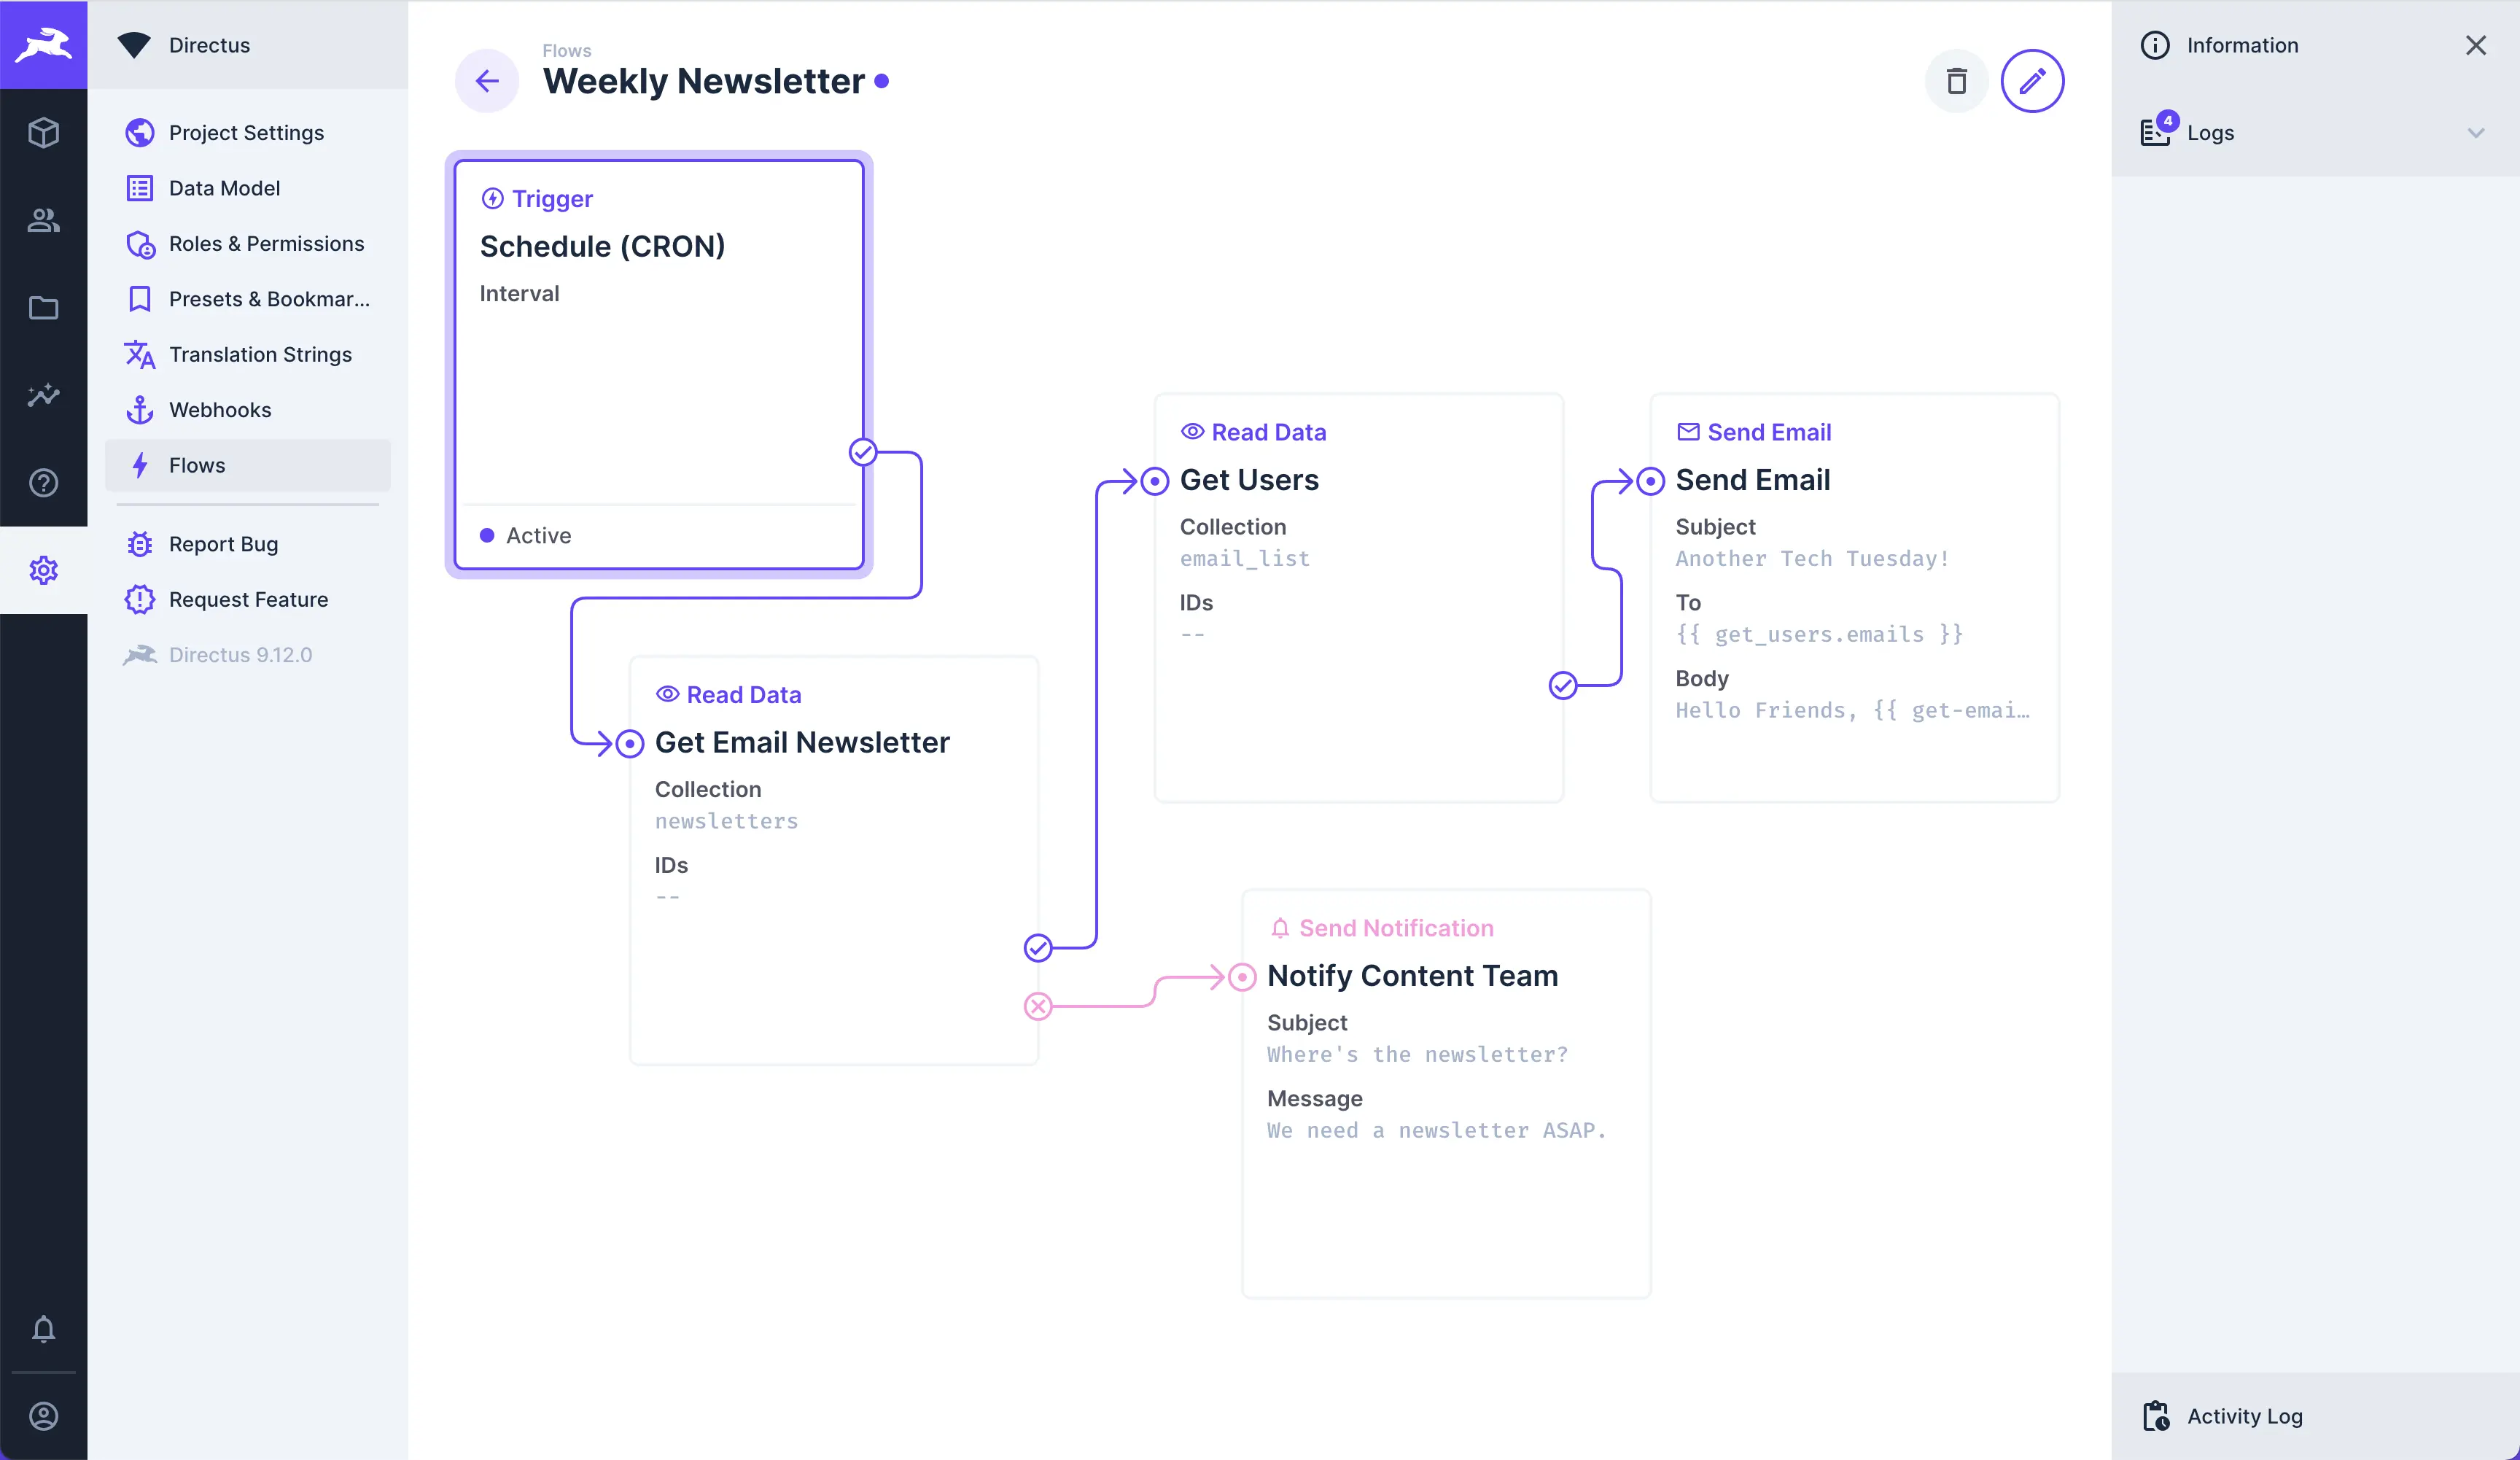 Directus
Project Settings
Data Model
Roles & Permissions
Presets & Bookmar...
Translation Strings
Webhooks
Flows
Report Bug
Request Feature
Directus 9.12.0
Flows
Weekly Newsletter
Trigger
Schedule (CRON)
Interval
Active
Read Data
Get Email Newsletter
Collection
newsletters
IDs
--
Read Data
Get Users
Collection
email_list
IDs
--
Send Email
Send Email
Subject
Another Tech Tuesday!
To
{{ get_users.emails }}
Body
Hello Friends, {{ get-emai…
Send Notification
Notify Content Team
Subject
Where's the newsletter?
Message
We need a newsletter ASAP.
Information
4
Logs
Activity Log